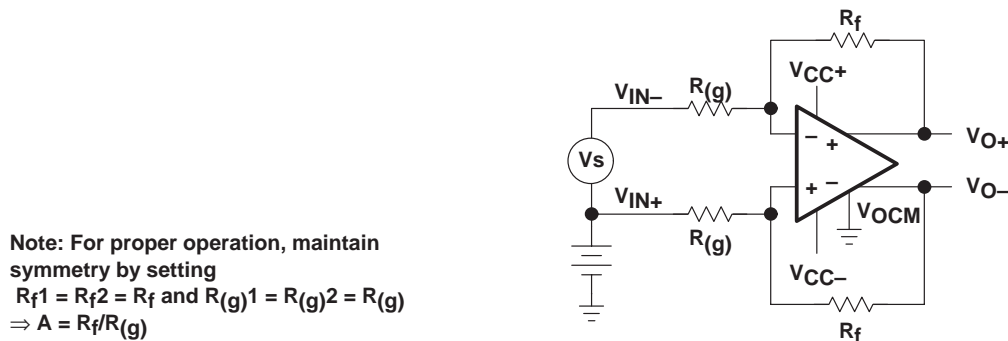 Rf
VCC+
R(g)
VIN–
VO+
– +
Vs
VO–
+ –
VIN+
VOCM
R(g)
VCC–
Rf
Note: For proper operation, maintain
symmetry by setting
Rf1 = Rf2 = Rf and R(g)1 = R(g)2 = R(g)
⇒ A = Rf/R(g)